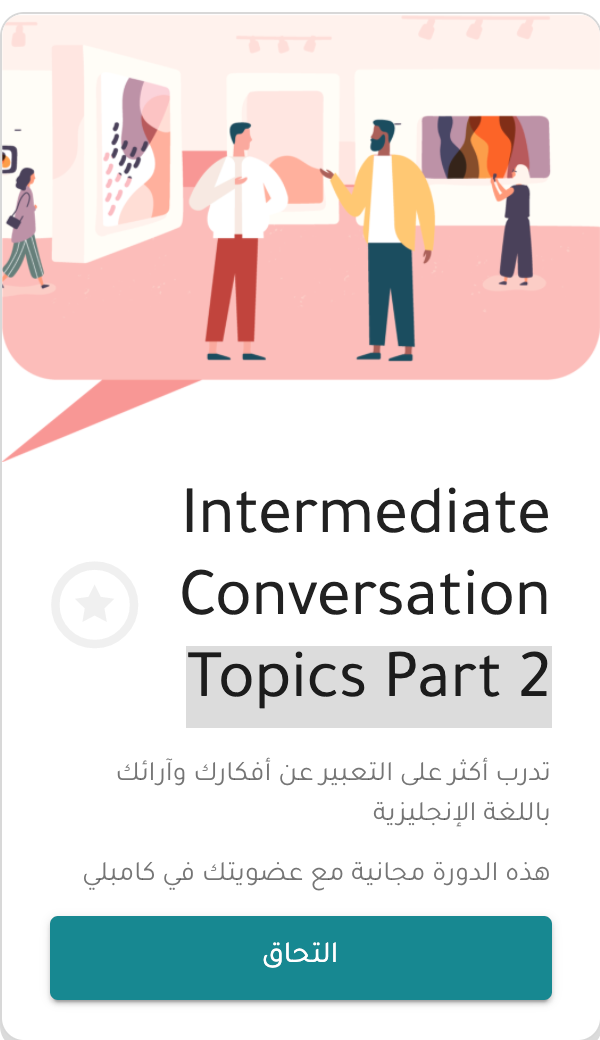 Intermediate
Conversation
Topics Part 2
تدرب أكثر على التعبير عن أفكارك وآرائك
باللغة الإنجليزية
هذه الدورة مجانية مع عضويتك في كامبلي
التحاق